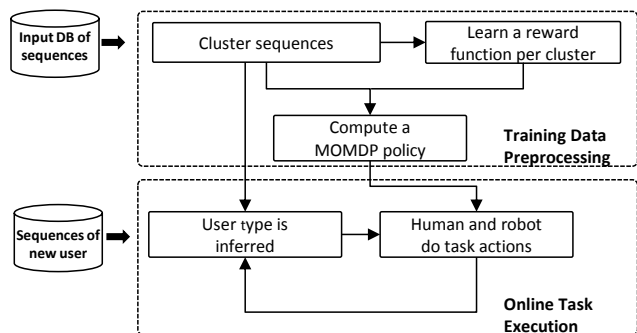 Input DB of
sequences
Cluster sequences
Learn a reward
function per cluster
Compute a
MOMDP policy
Training Data
Preprocessing
Sequences of
new user
User type is
inferred
Human and robot
do task actions
Online Task
Execution